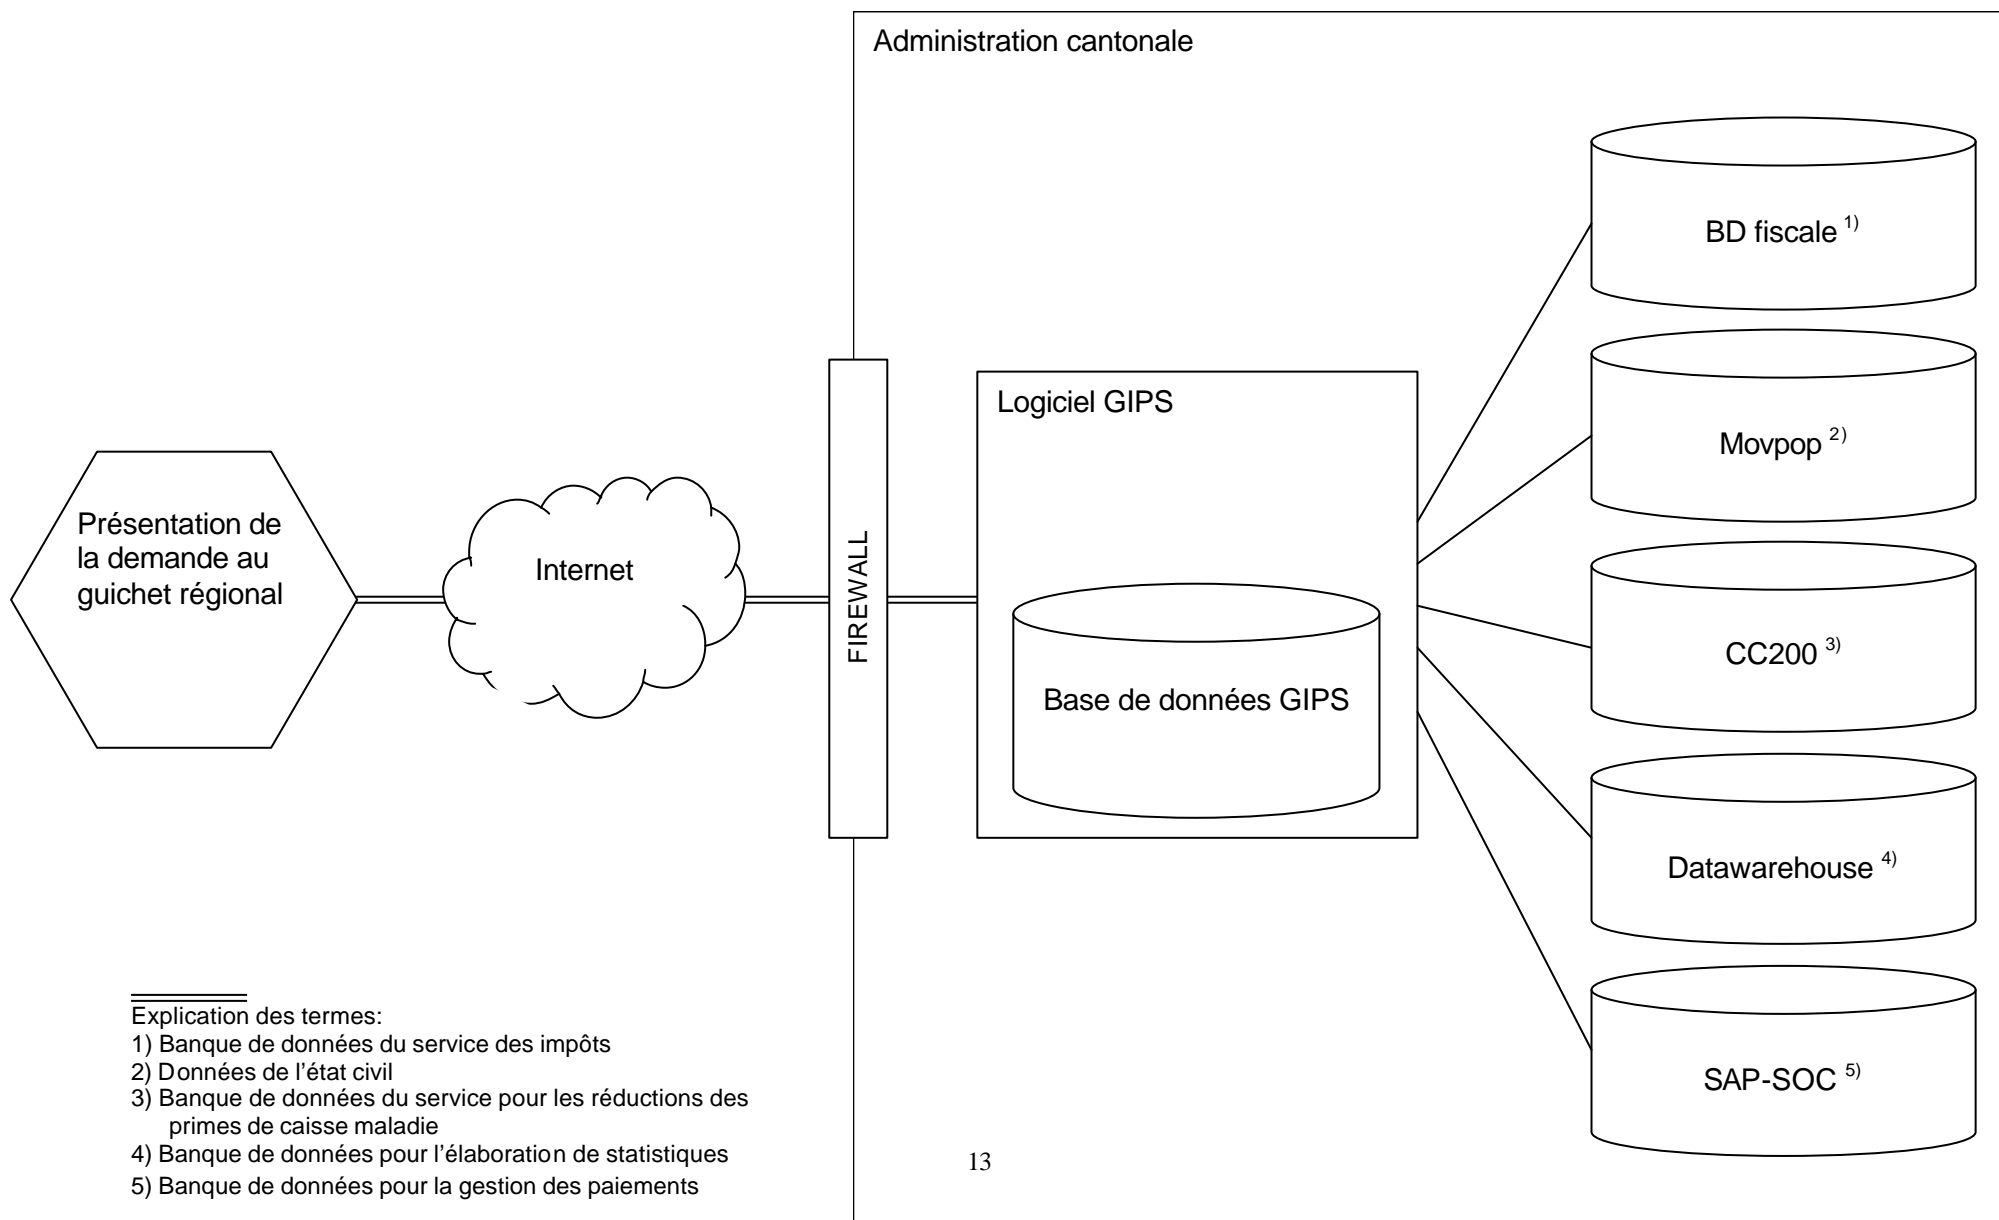 Administration cantonale
BD fiscale 1)
Movpop 2)
CC200 3)
Datawarehouse 4)
SAP-SOC 5)
Logiciel GIPS
Base de données GIPS
FIREWALL
Internet
Présentation de
la demande au
guichet régional
Explication des termes:
1) Banque de données du service des impôts
2) Données de l’état civil
3) Banque de données du service pour les réductions des
primes de caisse maladie
4) Banque de données pour l’élaboration de statistiques
5) Banque de données pour la gestion des paiements
13